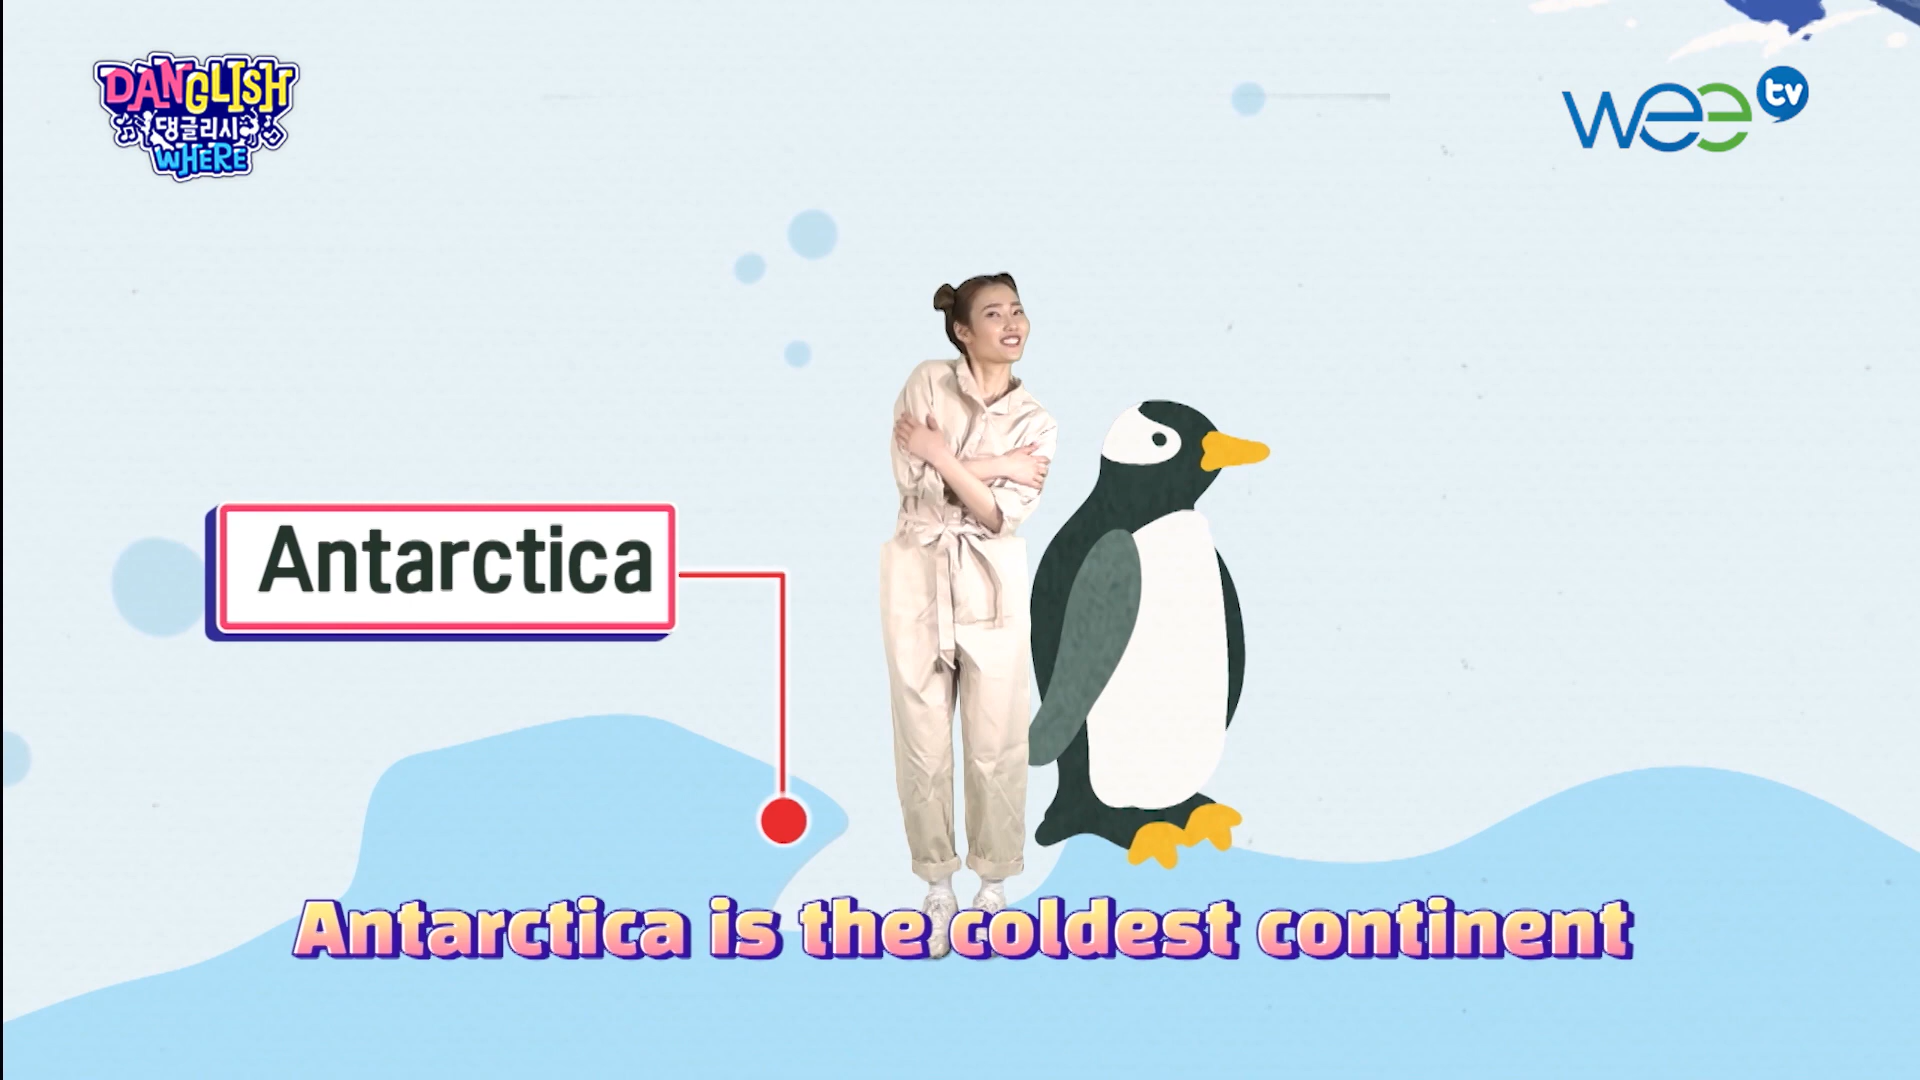 DANGLISH
댕글리시
WHERE
wee tv
Antarctica
Antarctica is the coldest continent